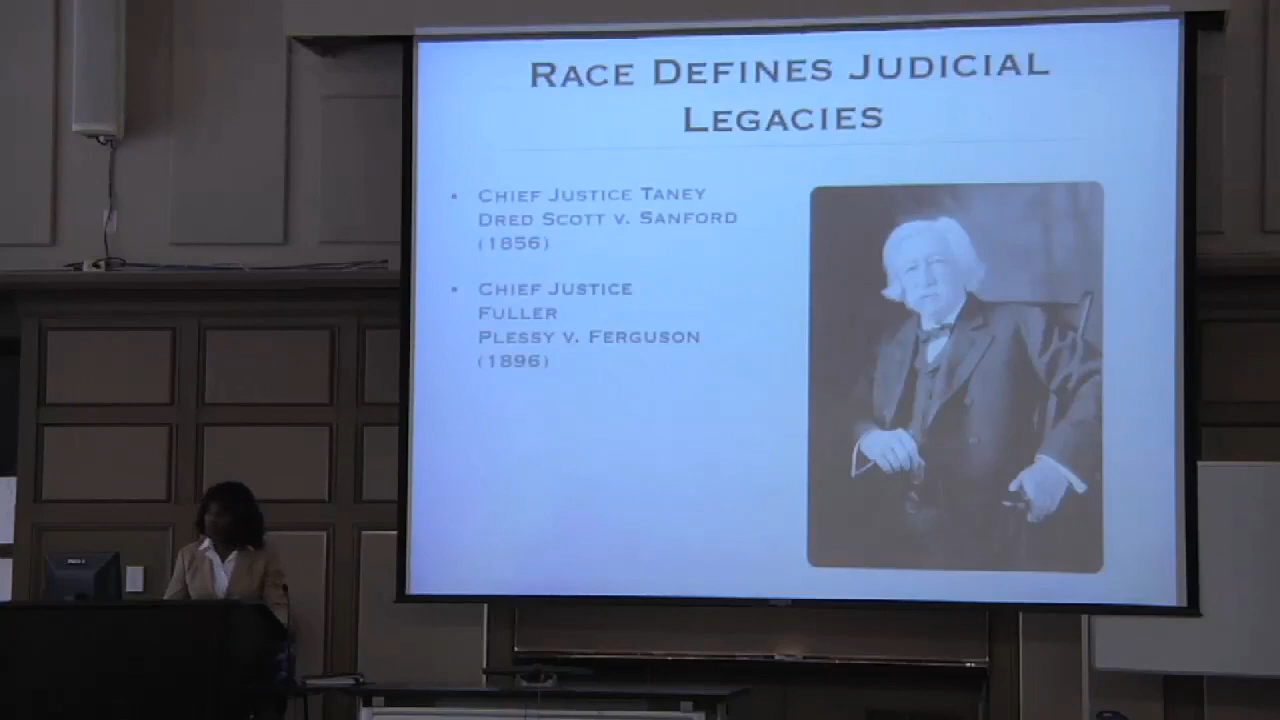 RACE DEFINES JUDICIAL
LEGACIES
• CHIEF JUSTICE TANEY
DRED SCOTT V. SANFORD
(1856)
• CHIEF JUSTICE
FULLER
PLESSY V. FERGUSON
(1896)